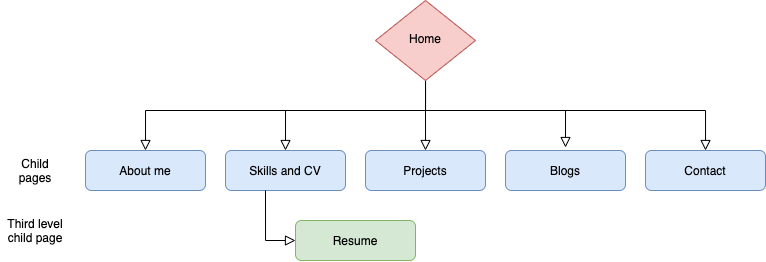 Home
Child
pages
About me
Skills and CV
Projects
Blogs
Contact
Third level
child page
Resume